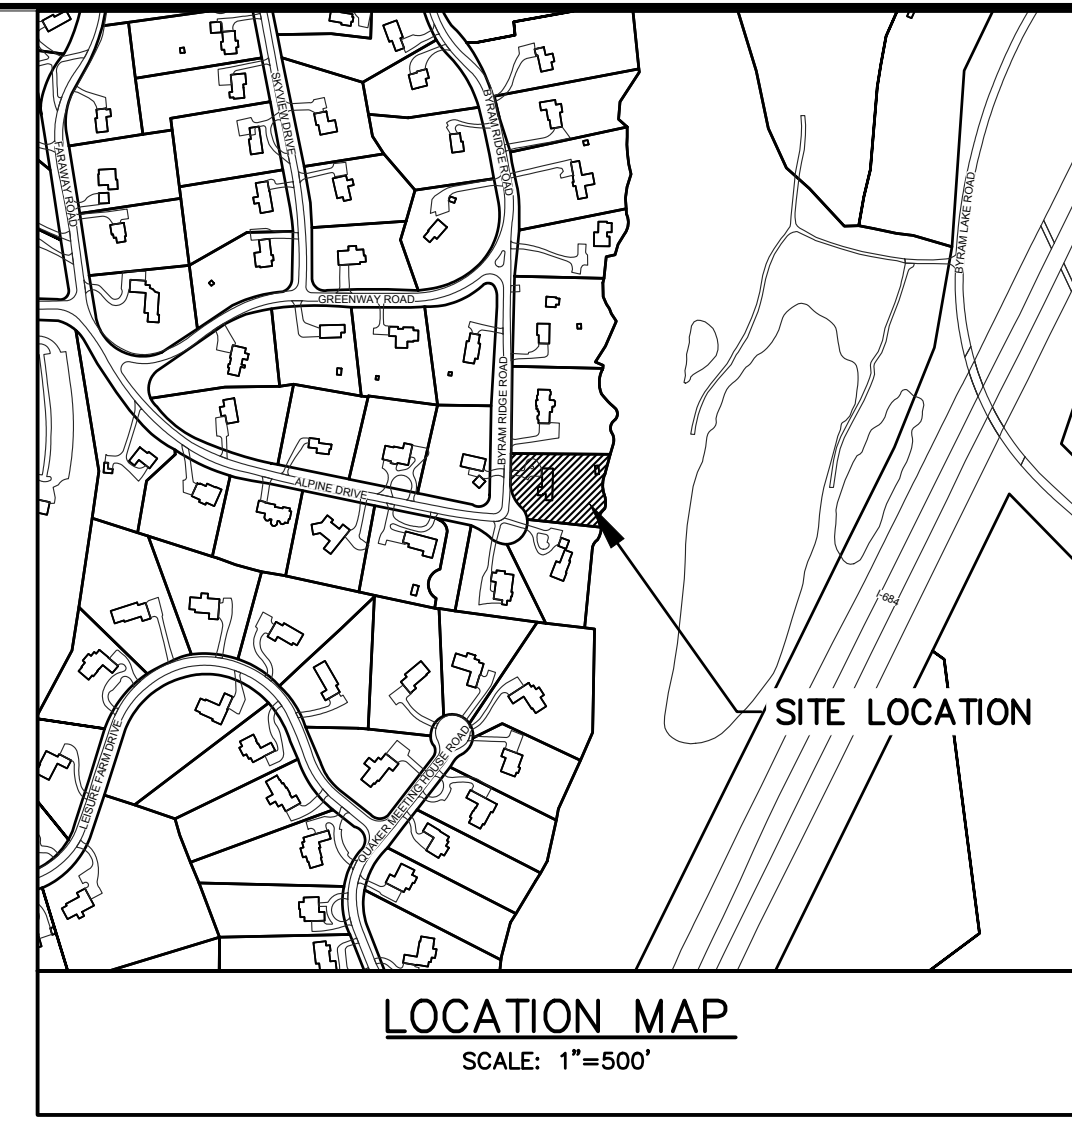 SKYVIEW DRIVE
BYRAM RIDGE ROAD
FARAWAY ROAD
BYRAM LAKE ROAD
GREENWAY ROAD
BYRAM RIDGE ROAD
ALPINE DRIVE
I-684
SITE LOCATION
LEISURE FARM DRIVE
QUAKER MEETING HOUSE ROAD
LOCATION MAP
SCALE: 1"=500'